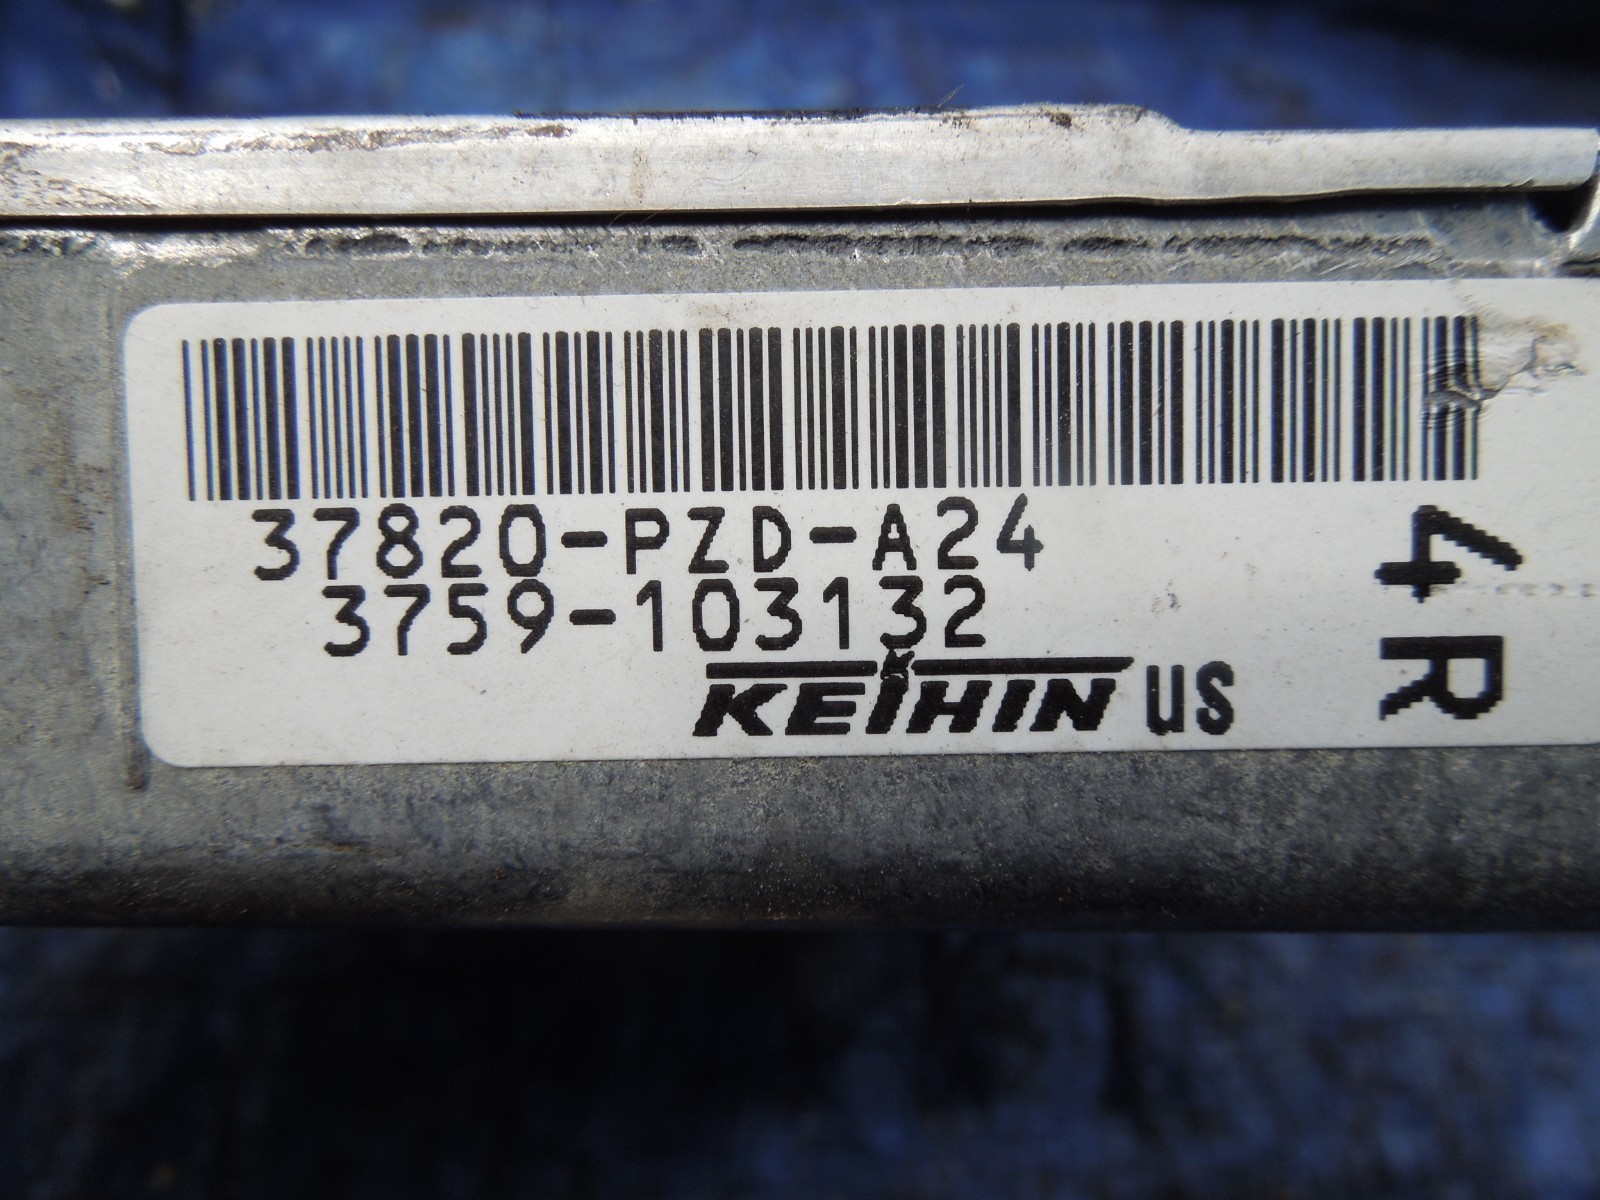 37820-PZD-A24
3759-103132
KEIHIN US
4R